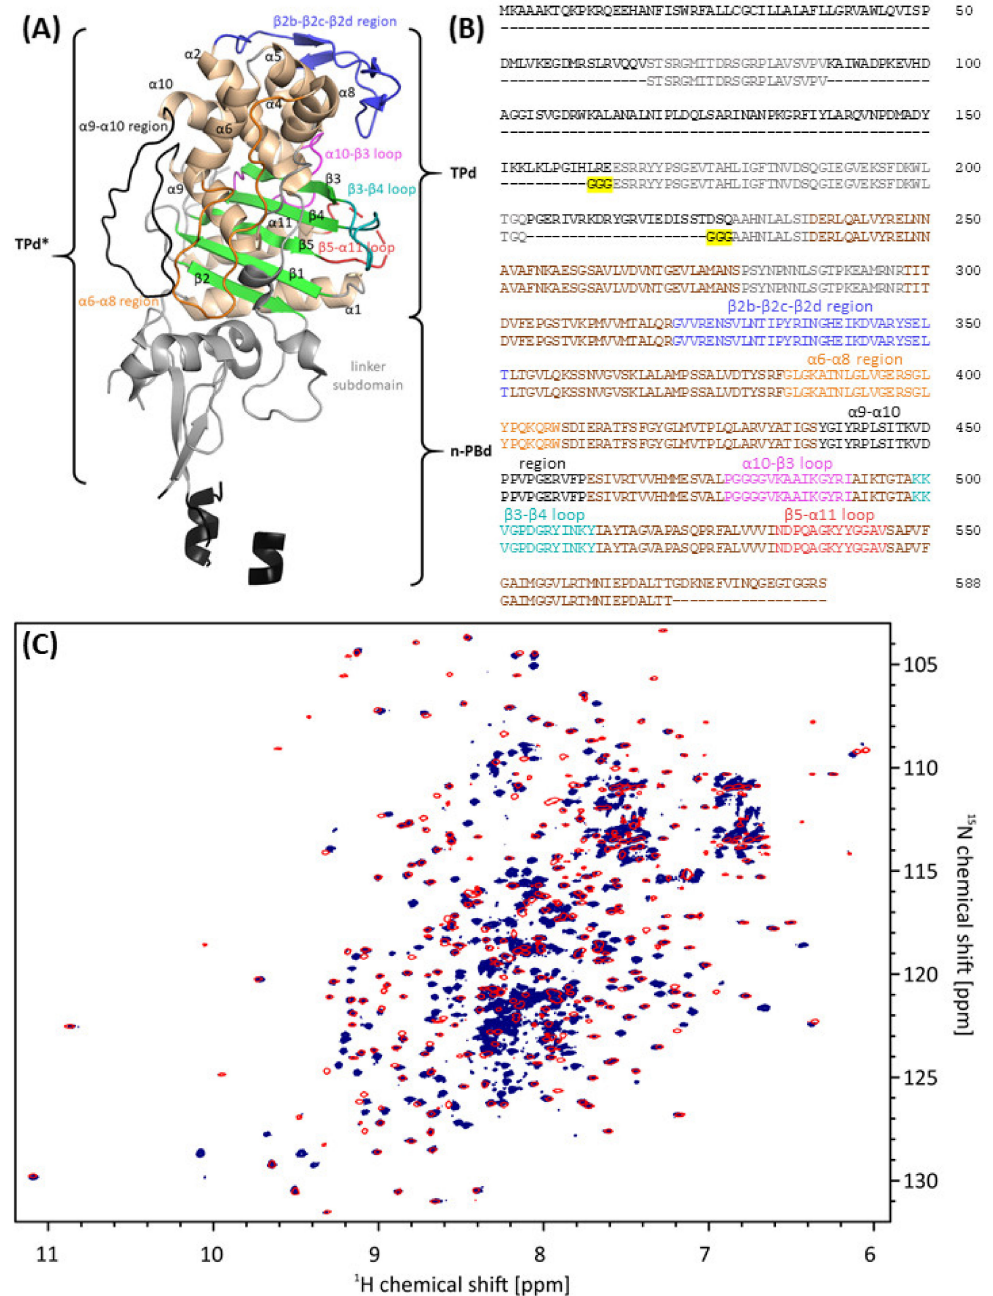 (A)
β2b-β2c-β2d region
α2
α5
α8
α10
α4
α9-α10 region
α6
α10-β3 loop
α9
β3
β3-β4 loop
β4
α11
β5
β5-α11 loop
β1
β2
α6-α8 region
α1
TPd*
TPd
linker
subdomain
n-PBd
(B)
MKAAAKTQKPKRQEEHANFISWRFALLCGCILLALAFLLGRVAWLQVISP 50
--------------------------------------------------
DMLVKEGDMRSLRVQQVSTSRGMITDRSGRPLAVSVPVKAIWADPKEVHD 100
-----------------STSRGMITDRSGRPLAVSVPV------------
AGGISVGDRWKALANALNIPLDQLSARINANPKGRFIYLARQVNPDMADY 150
--------------------------------------------------
IKKLKLPGIHLREESRRYYPSGEVTAHLIGFTNVDSQGIEGVEKSFDKWL 200
----------GGGESRRYYPSGEVTAHLIGFTNVDSQGIEGVEKSFDKWL
TGQPGERIVRKDRYGRVIEDISSTDSQAAHNLALSIDERLQALVYRELNN 250
TGQ---------------------GGGAAHNLALSIDERLQALVYRELNN
AVAFNKAESGSAVLVDVNTGEVLAMANSPSYNPNNLSGTPKEAMRNRTIT 300
AVAFNKAESGSAVLVDVNTGEVLAMANSPSYNPNNLSGTPKEAMRNRTIT
β2b-β2c-β2d region
DVFEPGSTVKPMVVMTALQRGVVRENSVLNTIPYRINGHEIKDVARYSEL 350
DVFEPGSTVKPMVVMTALQRGVVRENSVLNTIPYRINGHEIKDVARYSEL
α6-α8 region
TLTGVLQKSSNVGVSKLALAMPSSALVDTYSRFGLGKATNLGLVGERSGL 400
TLTGVLQKSSNVGVSKLALAMPSSALVDTYSRFGLGKATNLGLVGERSGL
α9-α10
YPQKQRWSDIERATFSFGYGLMVTPLQLARVYATIGSYGIYRPLSITKVD 450
YPQKQRWSDIERATFSFGYGLMVTPLQLARVYATIGSYGIYRPLSITKVD
region α10-β3 loop
PPVPGERVFPESIVRTVVHMMESVALPGGGGVKAAIKGYRIAIKTGTAKK 500
PPVPGERVFPESIVRTVVHMMESVALPGGGGVKAAIKGYRIAIKTGTAKK
β3-β4 loop β5-α11 loop
VGPDGRYINKYIAYTAGVAPASQPRFALVVVINDPQAGKYYGGAVSAPVF 550
VGPDGRYINKYIAYTAGVAPASQPRFALVVVINDPQAGKYYGGAVSAPVF
GAIMGGVLRTMNIEPDALTTGDKNEFVINQGEGTGGRS 588
GAIMGGVLRTMNIEPDALTT------------------
(C)
105
110
115
120
125
130
¹⁵N chemical shift [ppm]
11 10 9 8 7 6
¹H chemical shift [ppm]